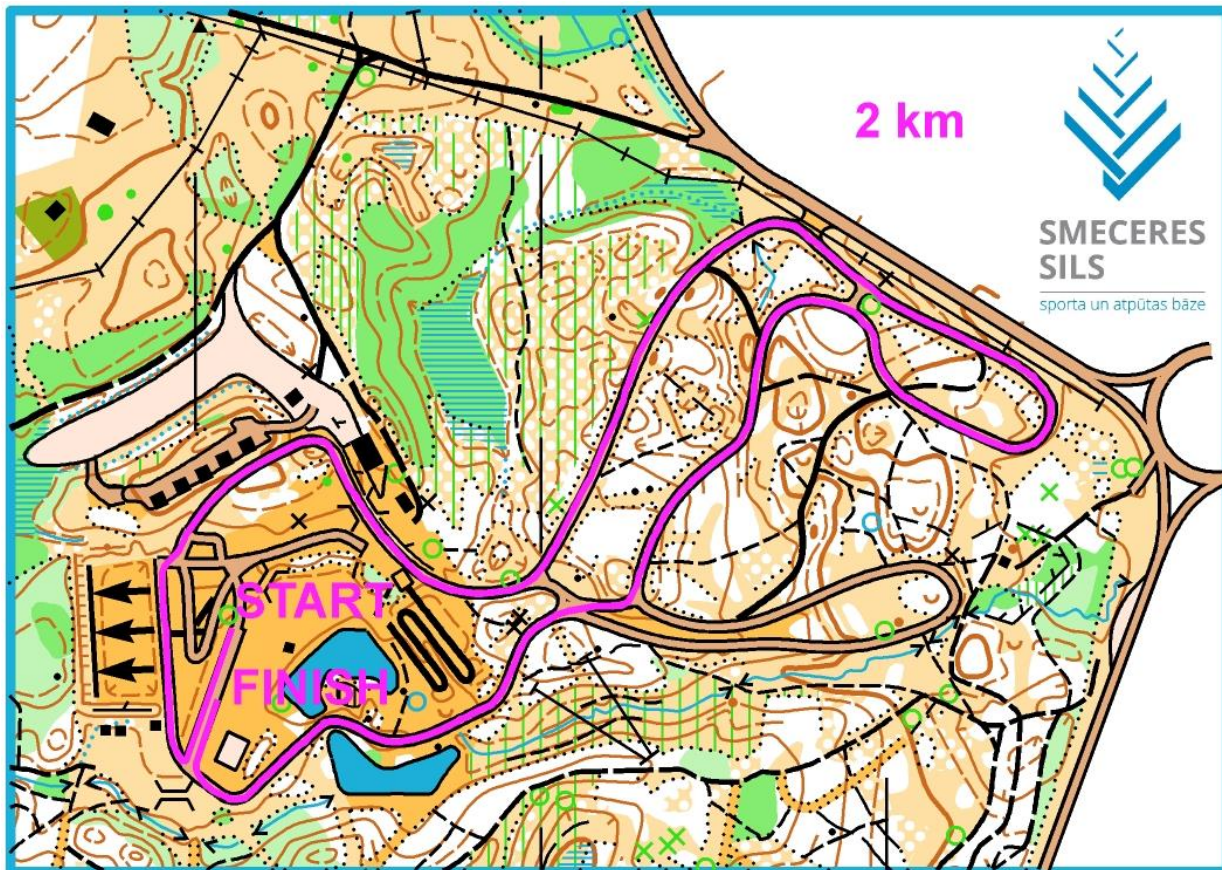 2 km
SMECERES
SILS
sporta un atpūtas bāze
START
FINISH